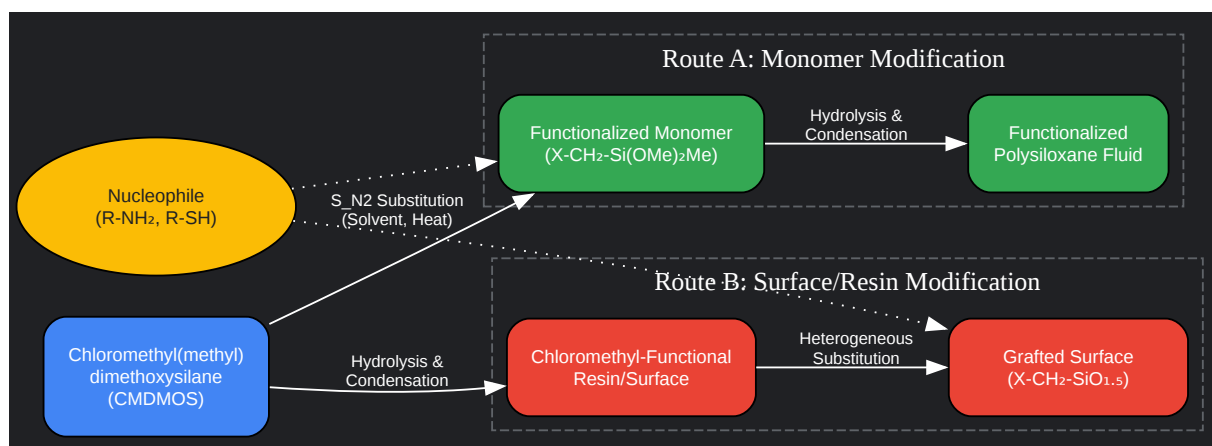 Route A: Monomer Modification
Functionalized Monomer
(X-CH₂-Si(OMe)₂Me)
Hydrolysis &
Condensation
Functionalized
Polysiloxane Fluid
Nucleophile
(R-NH₂, R-SH)
S_N2 Substitution
(Solvent, Heat)
Route B: Surface/Resin Modification
Chloromethyl(methyl)
dimethoxysilane
(CMDMOS)
Hydrolysis &
Condensation
Chloromethyl-Functional
Resin/Surface
Heterogeneous
Substitution
Grafted Surface
(X-CH₂-SiO₁.₅)